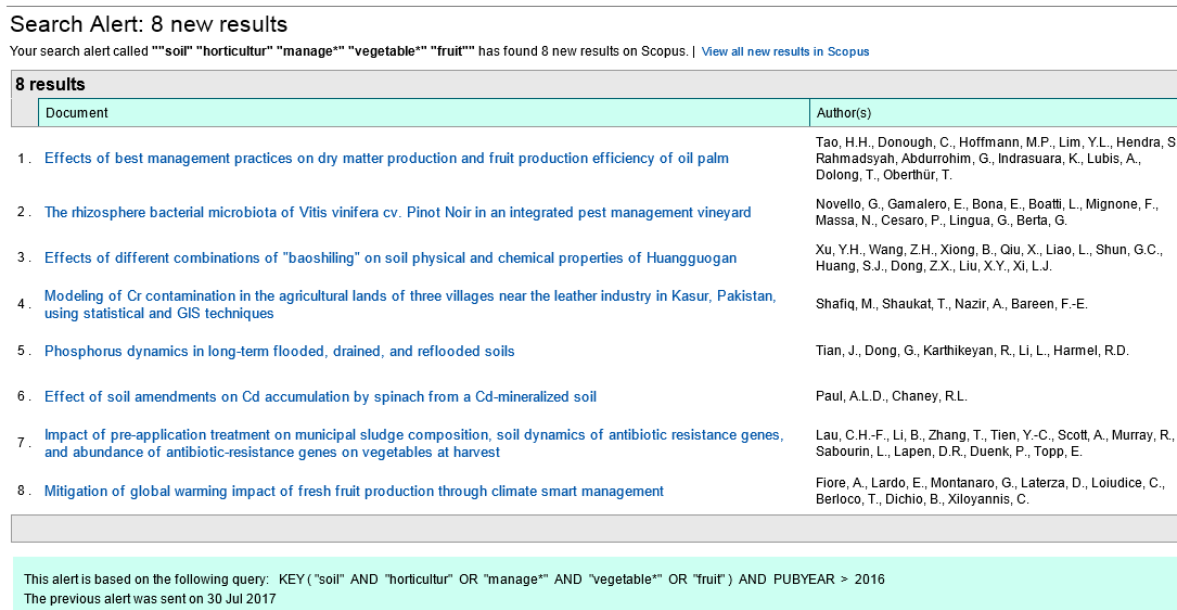 Search Alert: 8 new results
Your search alert called ""soil" "horticultur" "manage*" "vegetable*" "fruit"" has found 8 new results on Scopus. | View all new results in Scopus
8 results
Document Author(s)
1. Effects of best management practices on dry matter production and fruit production efficiency of oil palm
Tao, H.H., Donough, C., Hoffmann, M.P., Lim, Y.L., Hendra, S
Rahmadsyah, Abdurrohim, G., Indrasuara, K., Lubis, A.,
Dolong, T., Oberthür, T.
2. The rhizosphere bacterial microbiota of Vitis vinifera cv. Pinot Noir in an integrated pest management vineyard
Novello, G., Gamalero, E., Bona, E., Boatti, L., Mignone, F.,
Massa, N., Cesaro, P., Lingua, G., Berta, G.
3. Effects of different combinations of "baoshiling" on soil physical and chemical properties of Huangguogan
Xu, Y.H., Wang, Z.H., Xiong, B., Qiu, X., Liao, L., Shun, G.C.,
Huang, S.J., Dong, Z.X., Liu, X.Y., Xi, L.J.
4. Modeling of Cr contamination in the agricultural lands of three villages near the leather industry in Kasur, Pakistan,
using statistical and GIS techniques
Shafiq, M., Shaukat, T., Nazir, A., Bareen, F.-E.
5. Phosphorus dynamics in long-term flooded, drained, and reflooded soils
Tian, J., Dong, G., Karthikeyan, R., Li, L., Harmel, R.D.
6. Effect of soil amendments on Cd accumulation by spinach from a Cd-mineralized soil
Paul, A.L.D., Chaney, R.L.
7. Impact of pre-application treatment on municipal sludge composition, soil dynamics of antibiotic resistance genes,
and abundance of antibiotic-resistance genes on vegetables at harvest
Lau, C.H.-F., Li, B., Zhang, T., Tien, Y.-C., Scott, A., Murray, R.,
Sabourin, L., Lapen, D.R., Duenk, P., Topp, E.
8. Mitigation of global warming impact of fresh fruit production through climate smart management
Fiore, A., Lardo, E., Montanaro, G., Laterza, D., Loiudice, C.,
Berloco, T., Dichio, B., Xiloyannis, C.
This alert is based on the following query: KEY ( "soil" AND "horticultur" OR "manage*" AND "vegetable*" OR "fruit" ) AND PUBYEAR > 2016
The previous alert was sent on 30 Jul 2017